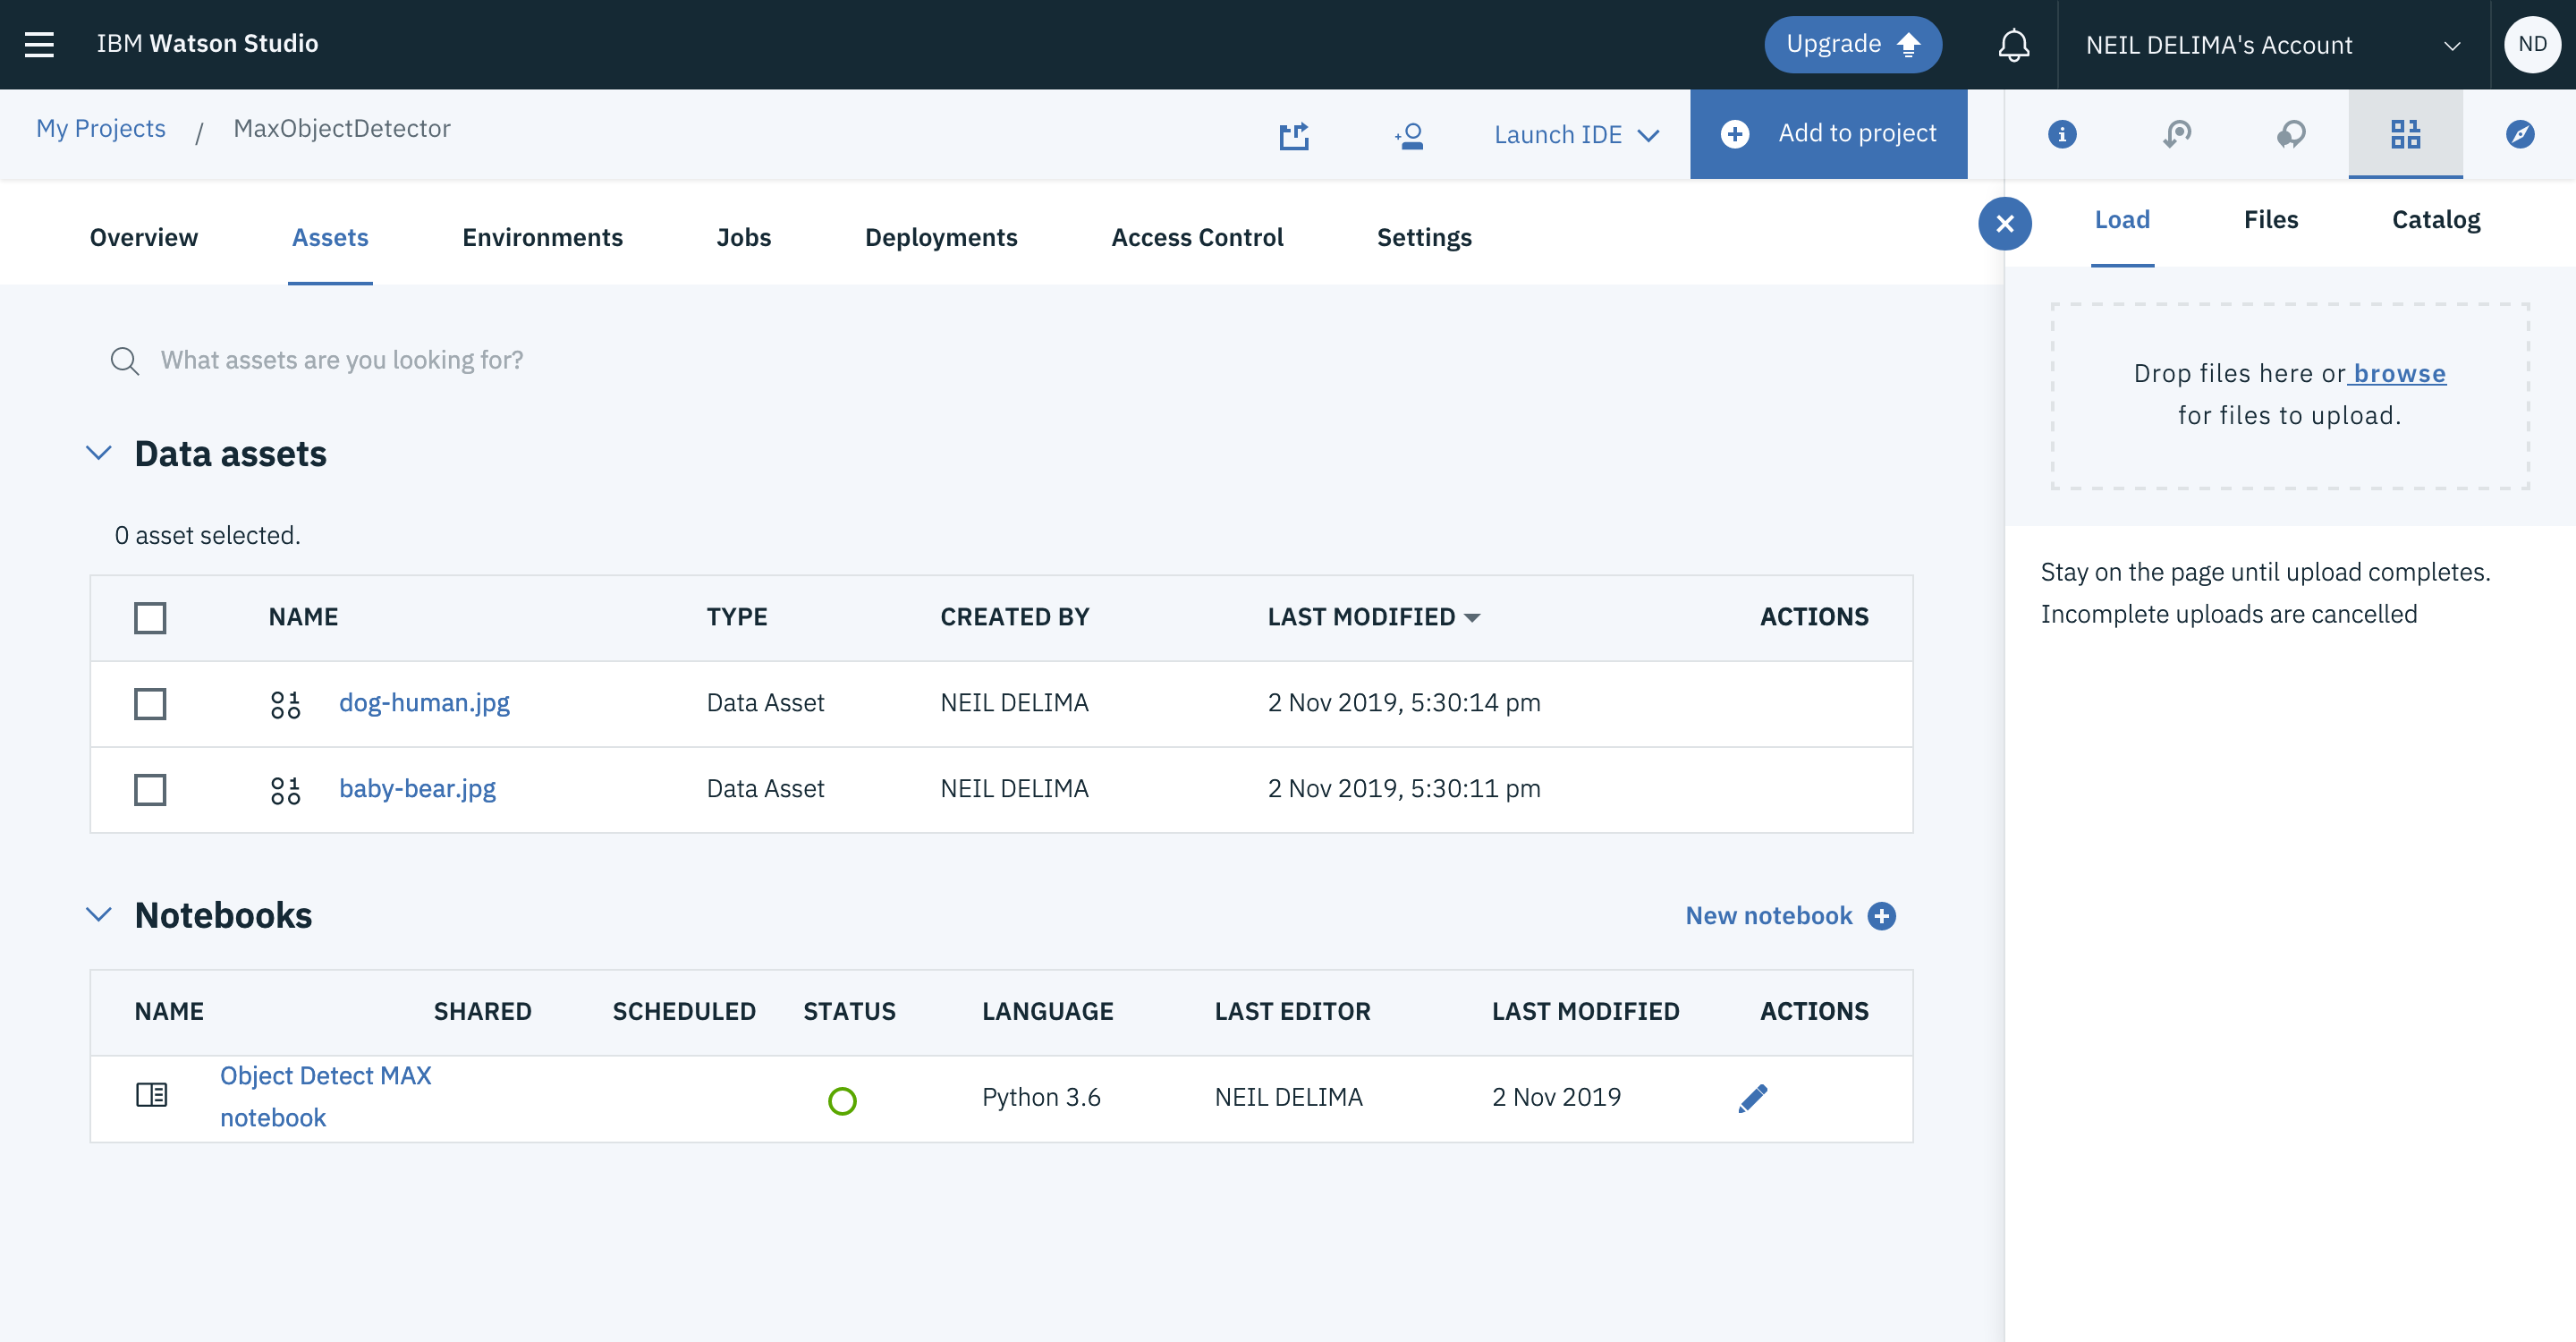 IBM Watson Studio
Upgrade
NEIL DELIMA's Account
ND
My Projects / MaxObjectDetector
Launch IDE
Add to project
Overview
Assets
Environments
Jobs
Deployments
Access Control
Settings
Load
Files
Catalog
Drop files here or browse
for files to upload.
Stay on the page until upload completes.
Incomplete uploads are cancelled
What assets are you looking for?
Data assets
0 asset selected.
NAME TYPE CREATED BY LAST MODIFIED ACTIONS
dog-human.jpg Data Asset NEIL DELIMA 2 Nov 2019, 5:30:14 pm
baby-bear.jpg Data Asset NEIL DELIMA 2 Nov 2019, 5:30:11 pm
Notebooks
New notebook
NAME SHARED SCHEDULED STATUS LANGUAGE LAST EDITOR LAST MODIFIED ACTIONS
Object Detect MAX
notebook
Python 3.6 NEIL DELIMA 2 Nov 2019